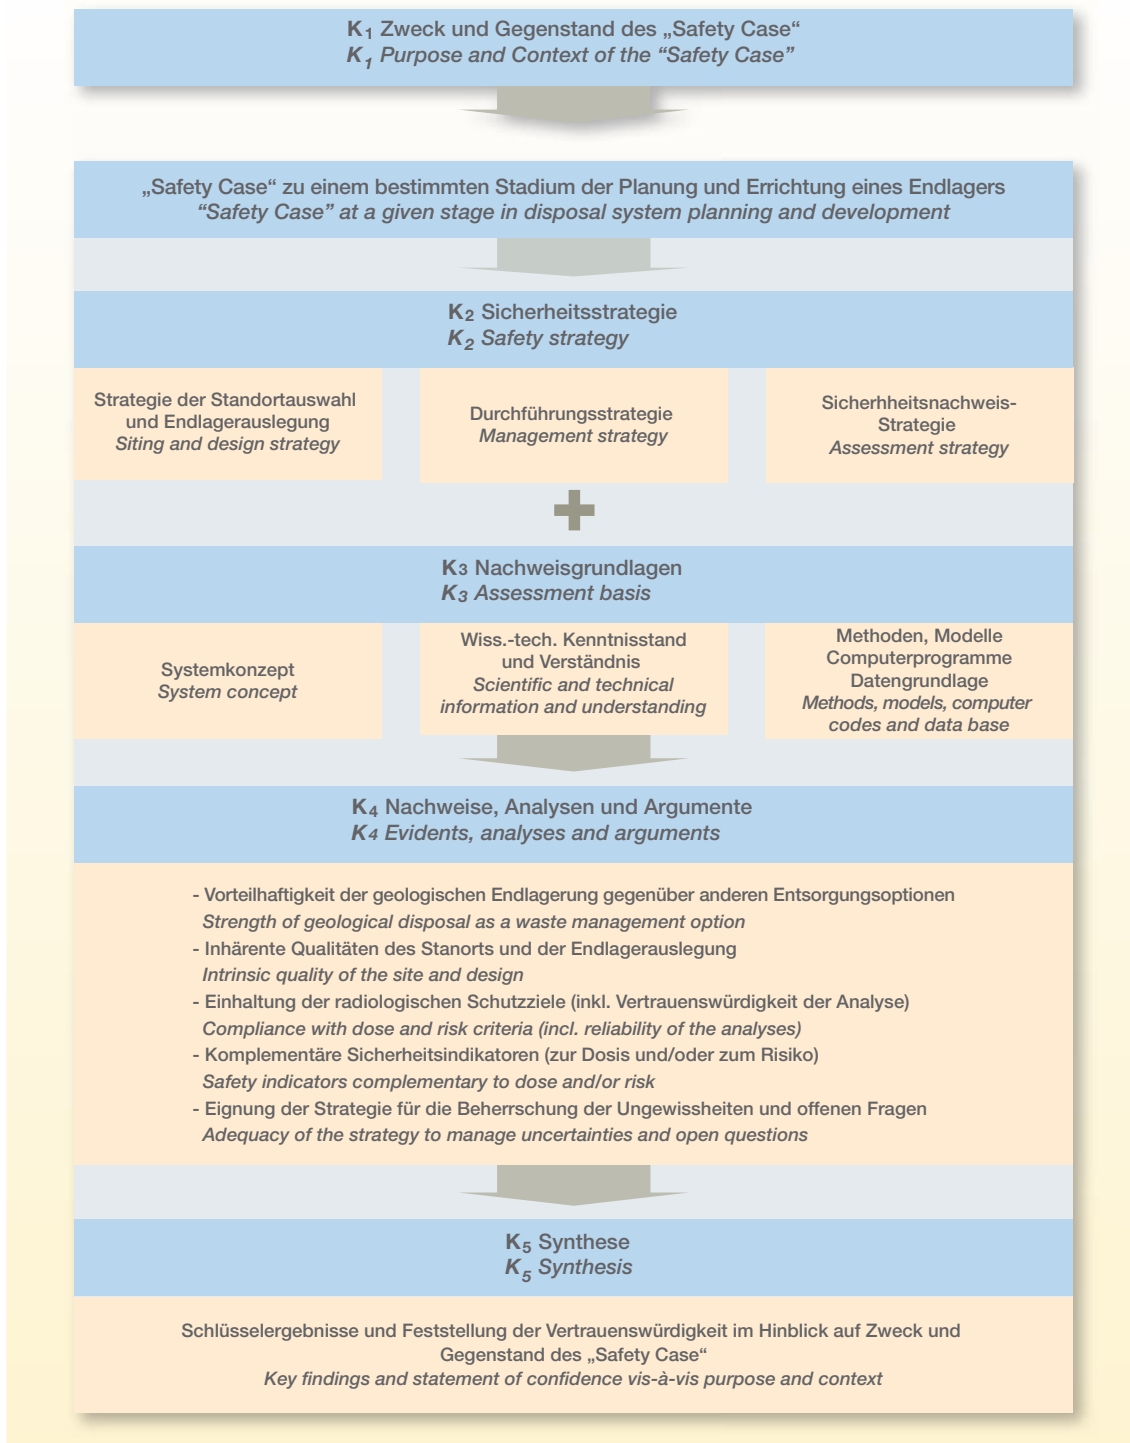 K1 Zweck und Gegenstand des „Safety Case“
K1 Purpose and Context of the “Safety Case”
„Safety Case“ zu einem bestimmten Stadium der Planung und Errichtung eines Endlagers
“Safety Case” at a given stage in disposal system planning and development
K2 Sicherheitsstrategie
K2 Safety strategy
Strategie der Standortauswahl
und Endlagerauslegung
Siting and design strategy
Durchführungsstrategie
Management strategy
Sicherhheitsnachweis-
Strategie
Assessment strategy
K3 Nachweisgrundlagen
K3 Assessment basis
Systemkonzept
System concept
Wiss.-tech. Kenntnisstand
und Verständnis
Scientific and technical
information and understanding
Methoden, Modelle
Computerprogramme
Datengrundlage
Methods, models, computer
codes and data base
K4 Nachweise, Analysen und Argumente
K4 Evidents, analyses and arguments
- Vorteilhaftigkeit der geologischen Endlagerung gegenüber anderen Entsorgungsoptionen
Strength of geological disposal as a waste management option
- Inhärente Qualitäten des Stanorts und der Endlagerauslegung
Intrinsic quality of the site and design
- Einhaltung der radiologischen Schutzziele (inkl. Vertrauenswürdigkeit der Analyse)
Compliance with dose and risk criteria (incl. reliability of the analyses)
- Komplementäre Sicherheitsindikatoren (zur Dosis und/oder zum Risiko)
Safety indicators complementary to dose and/or risk
- Eignung der Strategie für die Beherrschung der Ungewissheiten und offenen Fragen
Adequacy of the strategy to manage uncertainties and open questions
K5 Synthese
K5 Synthesis
Schlüsselergebnisse und Feststellung der Vertrauenswürdigkeit im Hinblick auf Zweck und
Gegenstand des „Safety Case“
Key findings and statement of confidence vis-à-vis purpose and context